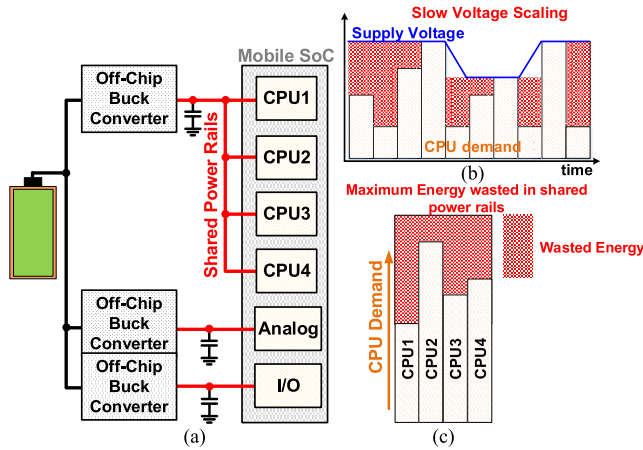 (a)
Mobile SoC
Off-Chip
Buck
Converter
CPU1
CPU2
CPU3
CPU4
Shared Power Rails
Off-Chip
Buck
Converter
Analog
Off-Chip
Buck
Converter
I/O
(a)
Slow Voltage Scaling
Supply Voltage
CPU demand
time
(b)
Maximum Energy wasted in shared
power rails
Wasted Energy
CPU Demand
CPU1
CPU2
CPU3
CPU4
(c)